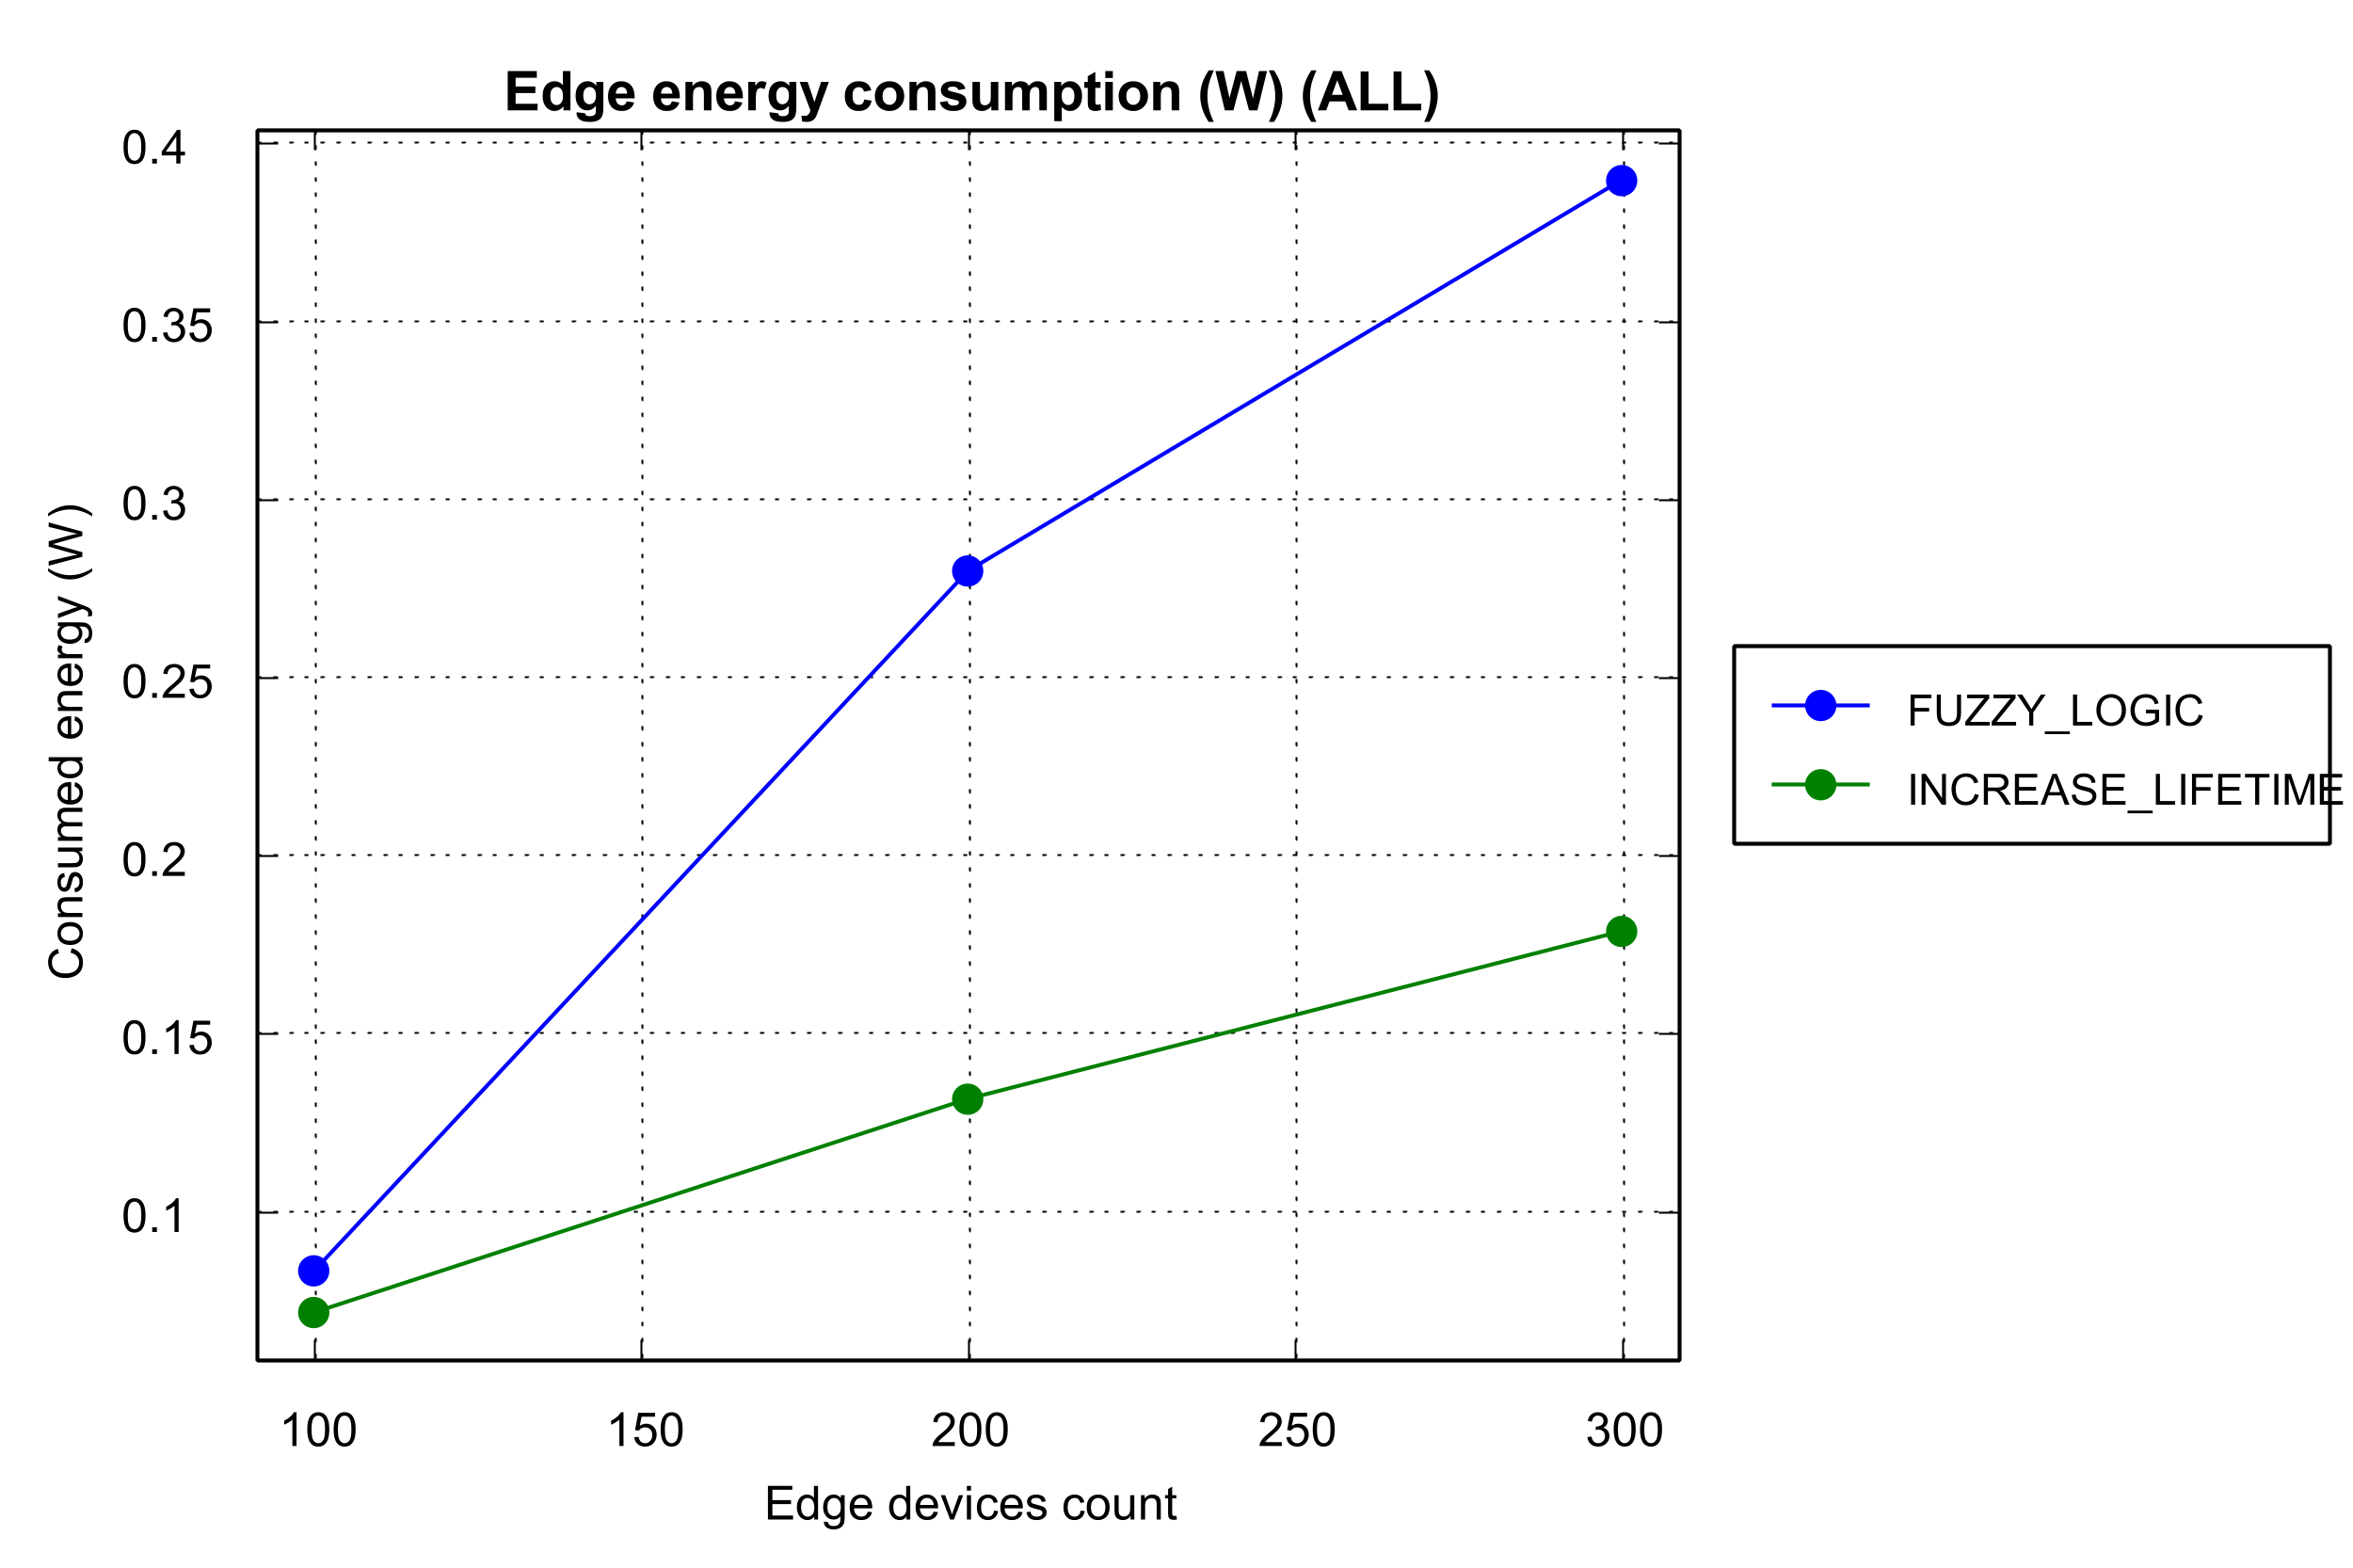 Edge energy consumption (W) (ALL)
0.4
0.35
0.3
0.25
0.2
0.15
0.1
Consumed energy (W)
100 150 200 250 300
Edge devices count
FUZZY_LOGIC
INCREASE_LIFETIME